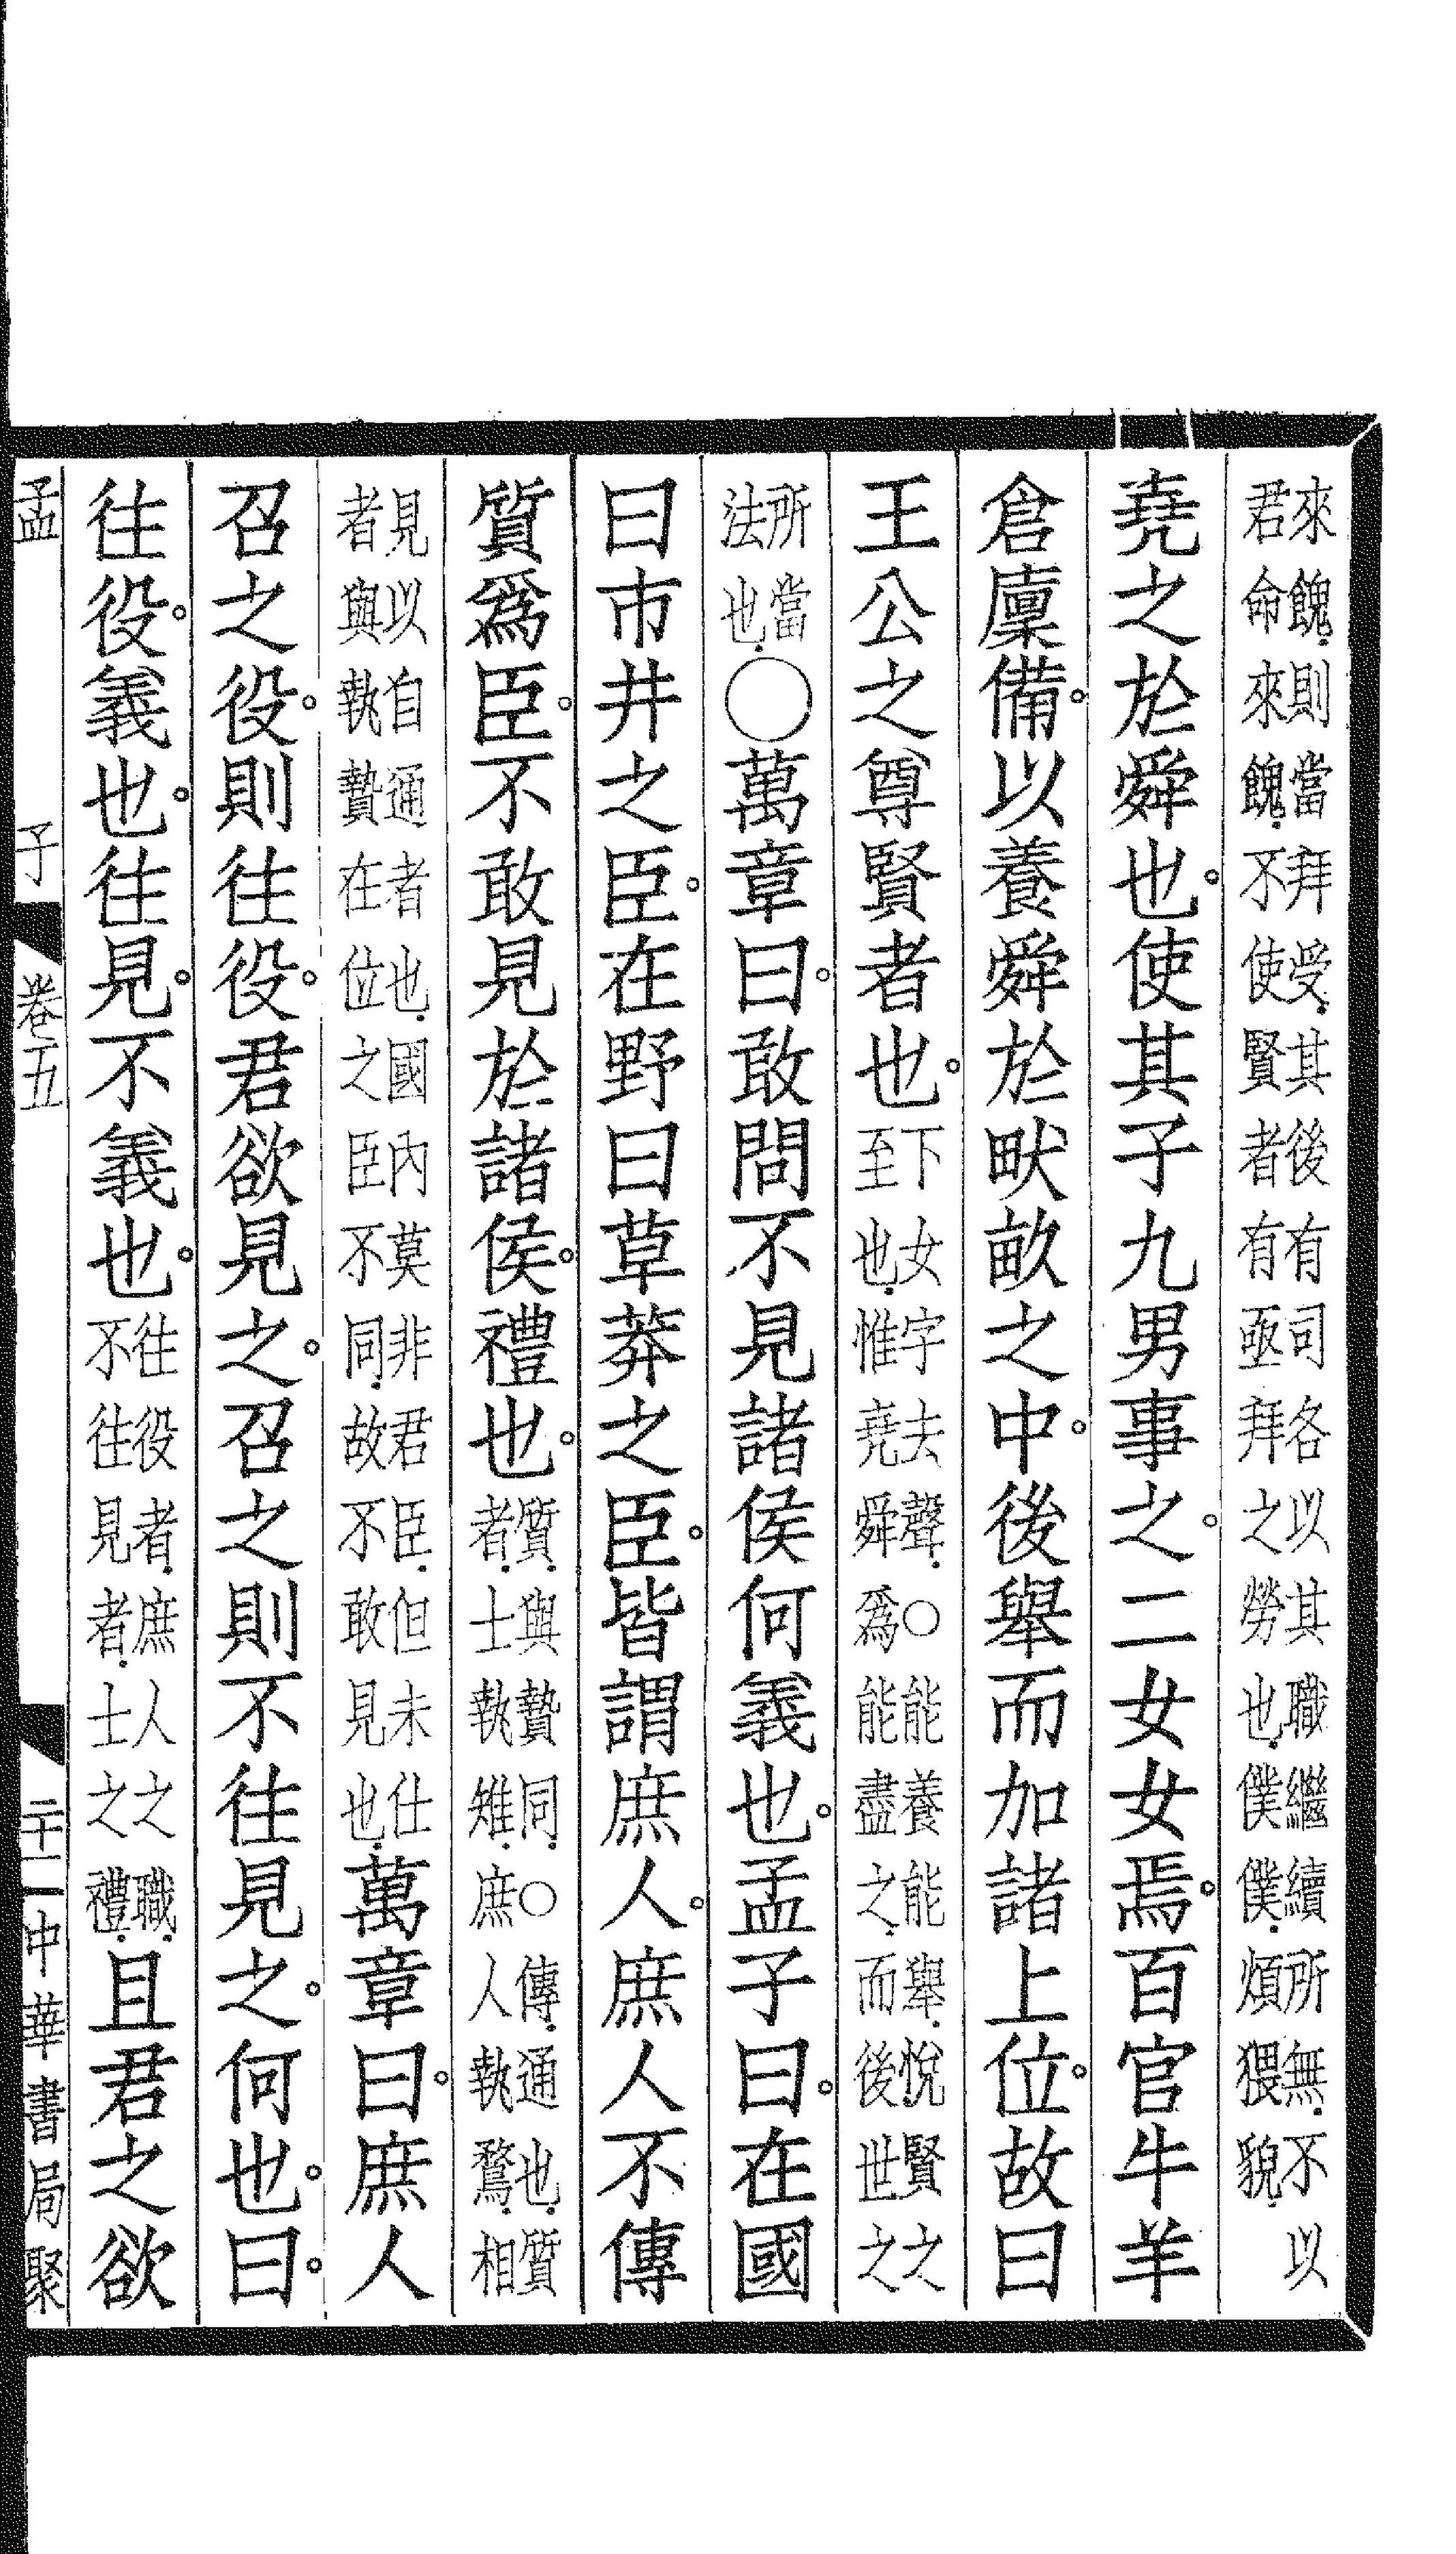 來餽．則當拜受．其後有司各以其職繼續所無．不以
君命來餽．不使賢者有亟拜之勞也．僕僕．煩猥貌．
堯之於舜也。使其子九男事之。二女女焉。百官牛羊
倉廩備。以養舜於畎畝之中。後舉而加諸上位。故曰
王公之尊賢者也。
下女字去聲．○能養能舉．悅賢之
至也．惟堯舜爲能盡之．而後世之
所當
法也．
○萬章曰。敢問不見諸侯何義也。孟子曰。在國
曰市井之臣。在野曰草莽之臣。皆謂庶人。庶人不傳
質爲臣。不敢見於諸侯。禮也。
質．與贄同．○傳．通也．質
者．士執雉．庶人執鶩．相
見以自通者也．國內莫非君臣．但未仕
者與執贄在位之臣不同．故不敢見也．
萬章曰。庶人
召之役。則往役。君欲見之。召之則不往見之。何也。曰。
往役。義也。往見。不義也。
往役者．庶人之職．
不往見者．士之禮．
且君之欲
孟子 卷五 二十二 中華書局聚